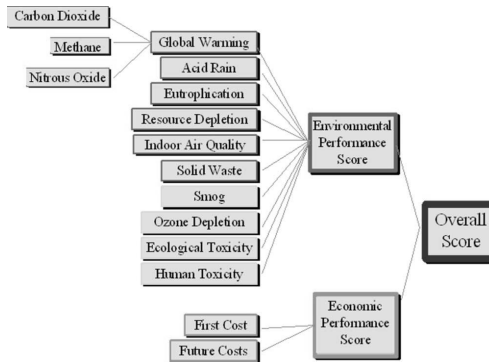 Carbon Dioxide
Methane
Nitrous Oxide
Global Warming
Acid Rain
Eutrophication
Resource Depletion
Indoor Air Quality
Solid Waste
Smog
Ozone Depletion
Ecological Toxicity
Human Toxicity
First Cost
Future Costs
Environmental
Performance
Score
Economic
Performance
Score
Overall
Score